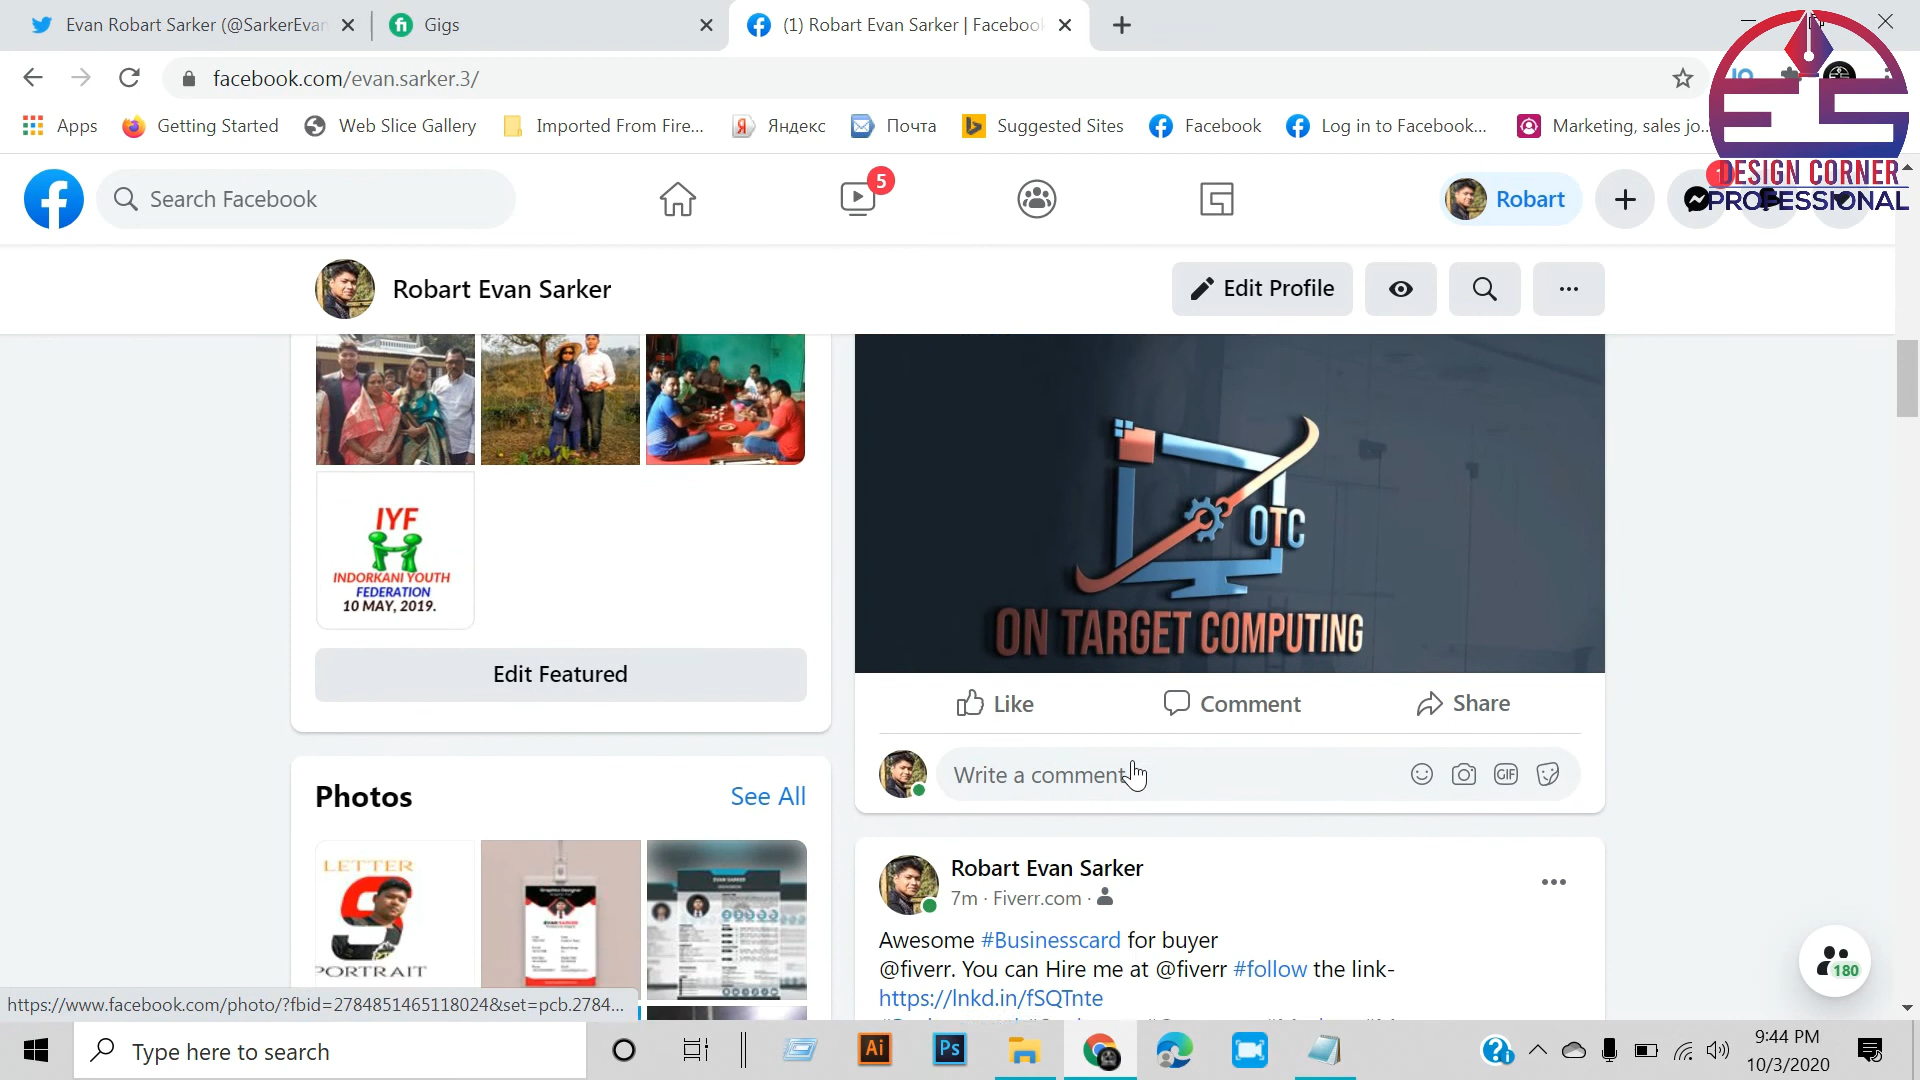 Evan Robart Sarker (@SarkerEvan
Gigs
(1) Robart Evan Sarker | Facebook
facebook.com/evan.sarker.3/
Apps
Getting Started
Web Slice Gallery
Imported From Fire...
Яндекс
Почта
Suggested Sites
Facebook
Log in to Facebook...
Marketing, sales jo...
DESIGN CORNER
PROFESSIONAL
Search Facebook
5
Robart
Robart Evan Sarker
Edit Profile
IYF
INDORKANI YOUTH
FEDERATION
10 MAY, 2019.
Edit Featured
OTC
ON TARGET COMPUTING
Like
Comment
Share
Write a comment
GIF
Photos
See All
LETTER
PORTRAIT
EVAN SARKER
Robart Evan Sarker
7m · Fiverr.com ·
Awesome #Businesscard for buyer
@fiverr. You can Hire me at @fiverr #follow the link-
https://lnkd.in/fSQTnte
180
https://www.facebook.com/photo/?fbid=2784851465118024&set=pcb.2784...
Type here to search
Ai
Ps
9:44 PM
10/3/2020